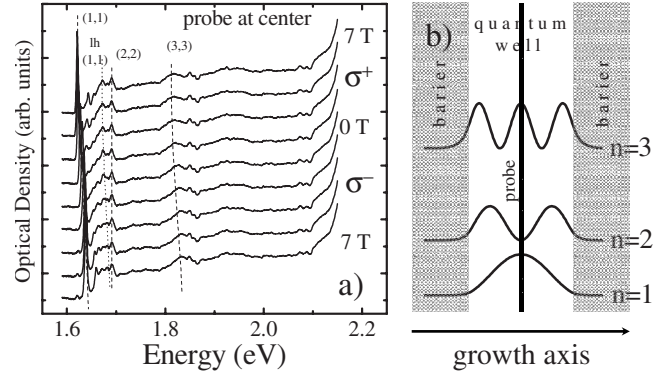 (1,1)
probe at center
lh
(1,1)
(2,2)
(3,3)
7 T
σ+
0 T
σ−
7 T
a)
Optical Density (arb. units)
1.6 1.8 2.0 2.2
Energy (eV)
b)
quantum
well
barier
barier
probe
n=3
n=2
n=1
growth axis